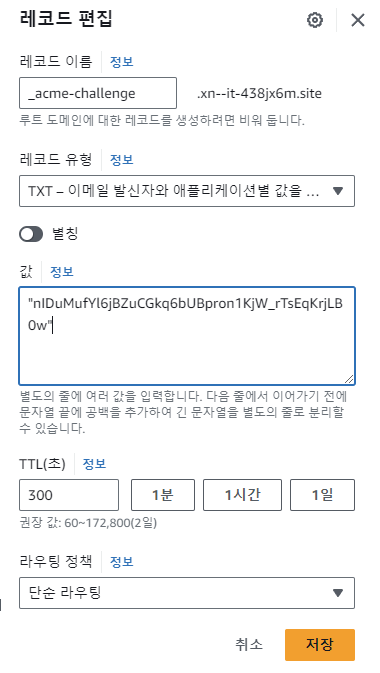 레코드 편집
레코드 이름 정보
_acme-challenge .xn--it-438jx6m.site
루트 도메인에 대한 레코드를 생성하려면 비워 둡니다.
레코드 유형 정보
TXT – 이메일 발신자와 애플리케이션별 값을 ...
별칭
값 정보
"nIDuMufYl6jBZuCGkq6bUBpron1KjW_rTsEqKrjLB
0w"
별도의 줄에 여러 값을 입력합니다. 다음 줄에서 이어가기 전에
문자열 끝에 공백을 추가하여 긴 문자열을 별도의 줄로 분리할
수 있습니다.
TTL(초) 정보
300 1분 1시간 1일
권장 값: 60~172,800(2일)
라우팅 정책 정보
단순 라우팅
취소 저장